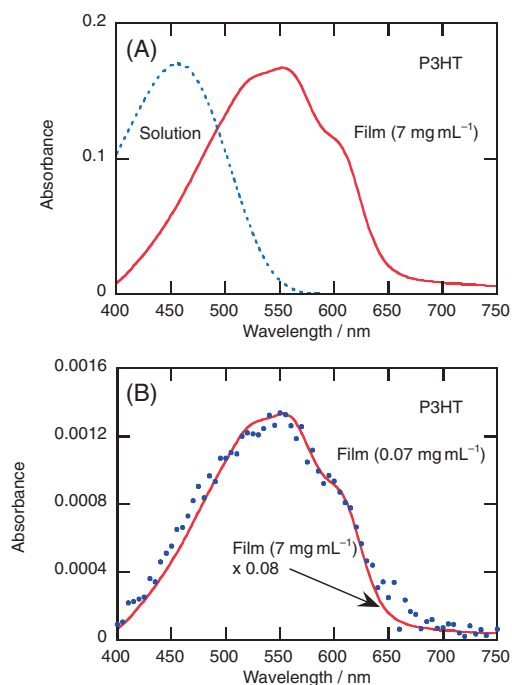 (A)
P3HT
Solution
Film (7 mg mL⁻¹)
0.2
0.1
0
Absorbance
400 450 500 550 600 650 700 750
Wavelength / nm
(B)
P3HT
Film (0.07 mg mL⁻¹)
Film (7 mg mL⁻¹)
x 0.08
0.0016
0.0012
0.0008
0.0004
0
Absorbance
400 450 500 550 600 650 700 750
Wavelength / nm